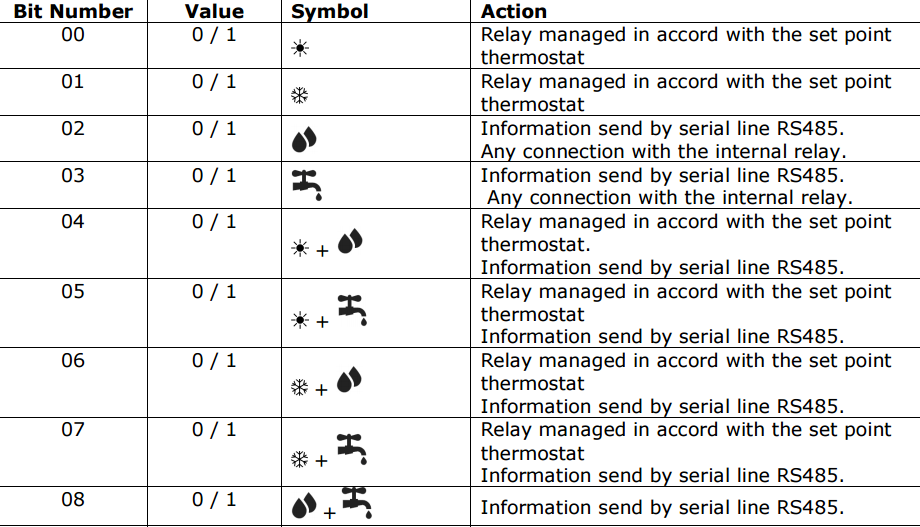 Bit Number Value Symbol Action
00 0 / 1 Relay managed in accord with the set point
thermostat
01 0 / 1 Relay managed in accord with the set point
thermostat
02 0 / 1 Information send by serial line RS485.
Any connection with the internal relay.
03 0 / 1 Information send by serial line RS485.
Any connection with the internal relay.
04 0 / 1 + Relay managed in accord with the set point
thermostat.
Information send by serial line RS485.
05 0 / 1 + Relay managed in accord with the set point
thermostat
Information send by serial line RS485.
06 0 / 1 + Relay managed in accord with the set point
thermostat
Information send by serial line RS485.
07 0 / 1 + Relay managed in accord with the set point
thermostat
Information send by serial line RS485.
08 0 / 1 + Information send by serial line RS485.